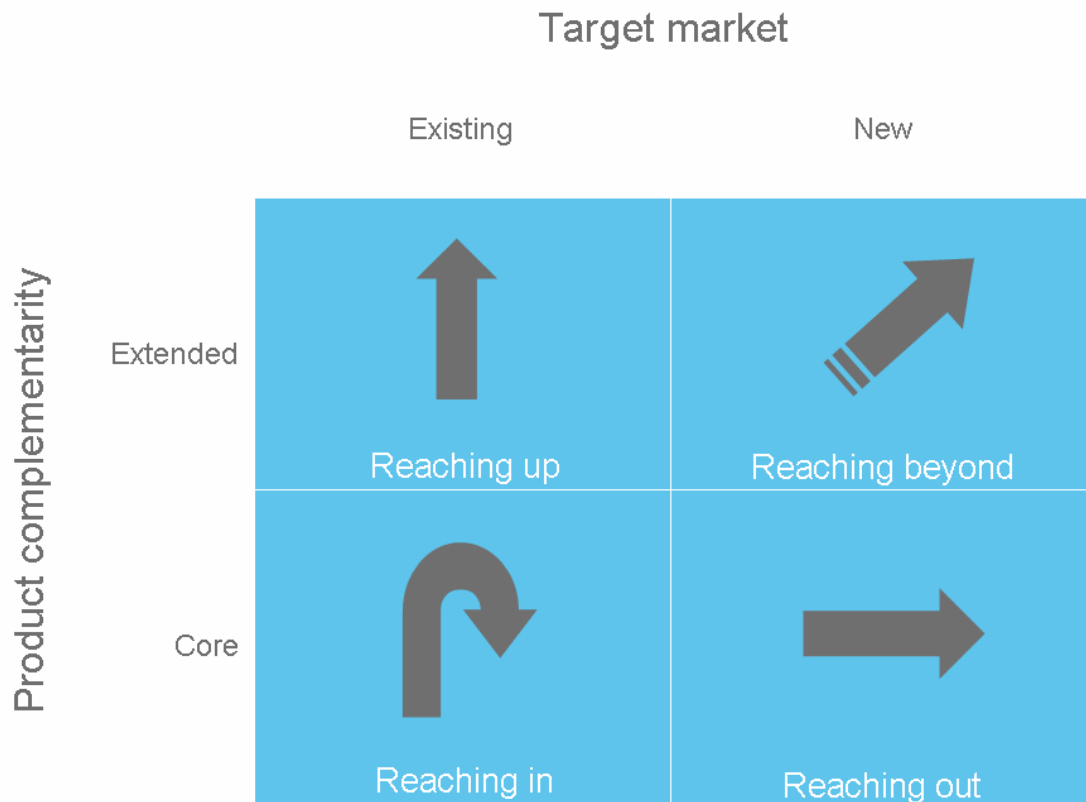 Target market
Existing
New
Product complementarity
Extended
Reaching up
Reaching beyond
Core
Reaching in
Reaching out